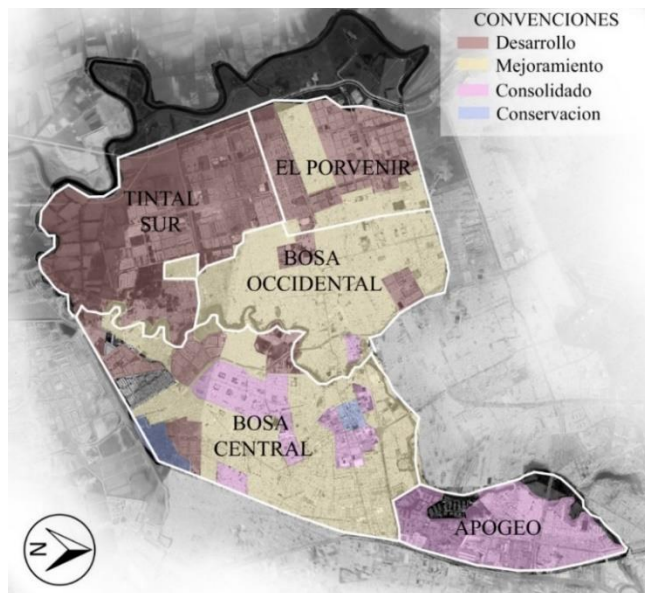 CONVENCIONES
Desarrollo
Mejoramiento
Consolidado
Conservacion
EL PORVENIR
TINTAL
SUR
BOSA
OCCIDENTAL
BOSA
CENTRAL
APOGEO
N